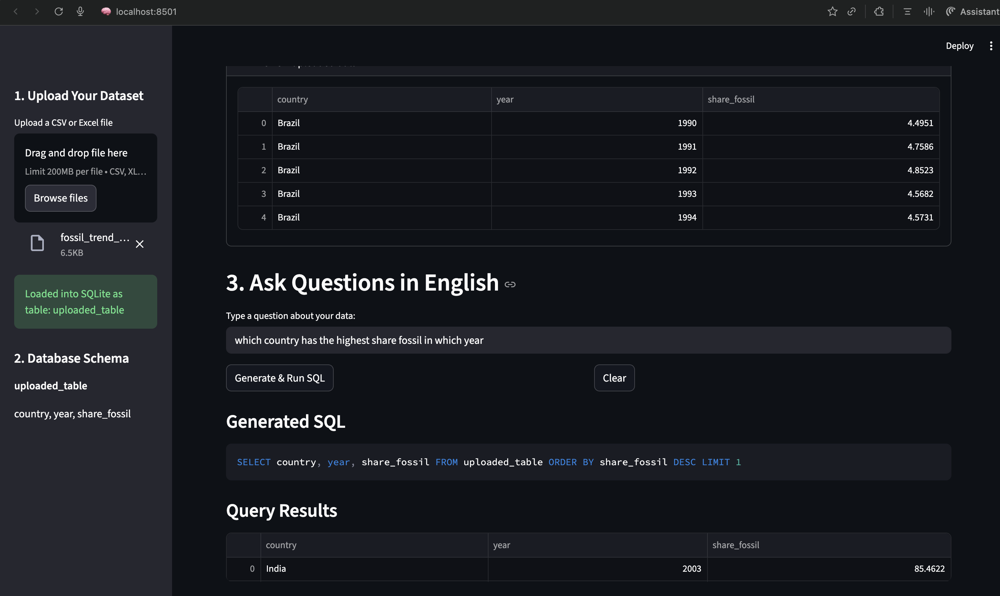 localhost:8501
Assistant
Deploy
1. Upload Your Dataset
Upload a CSV or Excel file
Drag and drop file here
Limit 200MB per file • CSV, XL...
Browse files
fossil_trend_...
6.5KB
Loaded into SQLite as
table: uploaded_table
2. Database Schema
uploaded_table
country, year, share_fossil
country year share_fossil
0 Brazil 1990 4.4951
1 Brazil 1991 4.7586
2 Brazil 1992 4.8523
3 Brazil 1993 4.5682
4 Brazil 1994 4.5731
3. Ask Questions in English
Type a question about your data:
which country has the highest share fossil in which year
Generate & Run SQL Clear
Generated SQL
SELECT country, year, share_fossil FROM uploaded_table ORDER BY share_fossil DESC LIMIT 1
Query Results
country year share_fossil
0 India 2003 85.4622